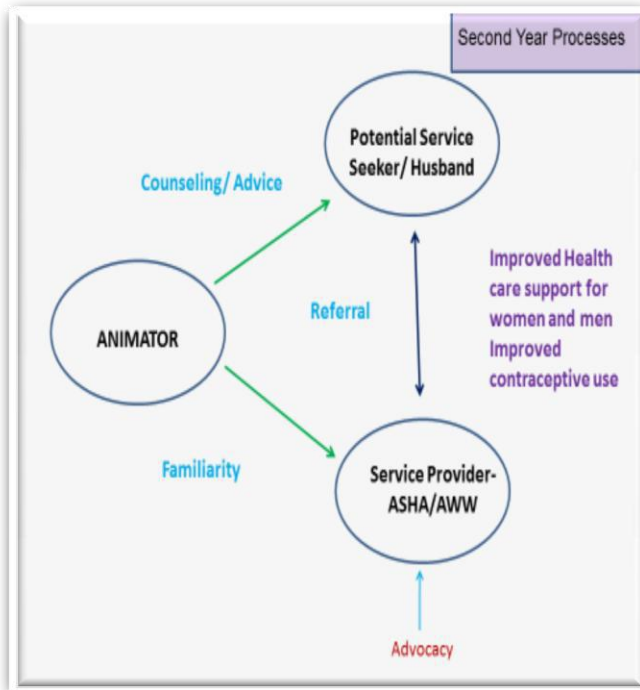 Second Year Processes
Potential Service
Seeker/ Husband
Counseling/ Advice
Improved Health
care support for
women and men
Improved
contraceptive use
Referral
ANIMATOR
Familiarity
Service Provider-
ASHA/AWW
Advocacy